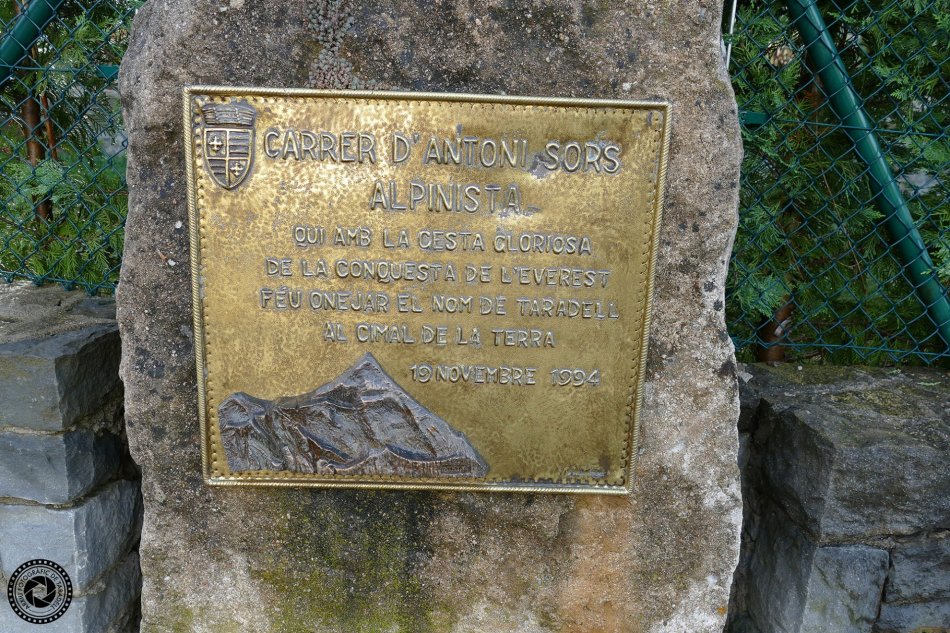 CARRER D'ANTONI SORS
ALPINISTA
QUI AMB LA GESTA GLORIOSA
DE LA CONQUESTA DE L'EVEREST
FÉU ONEJAR EL NOM DE TARADELL
AL CIMAL DE LA TERRA
19 NOVEMBRE 1994